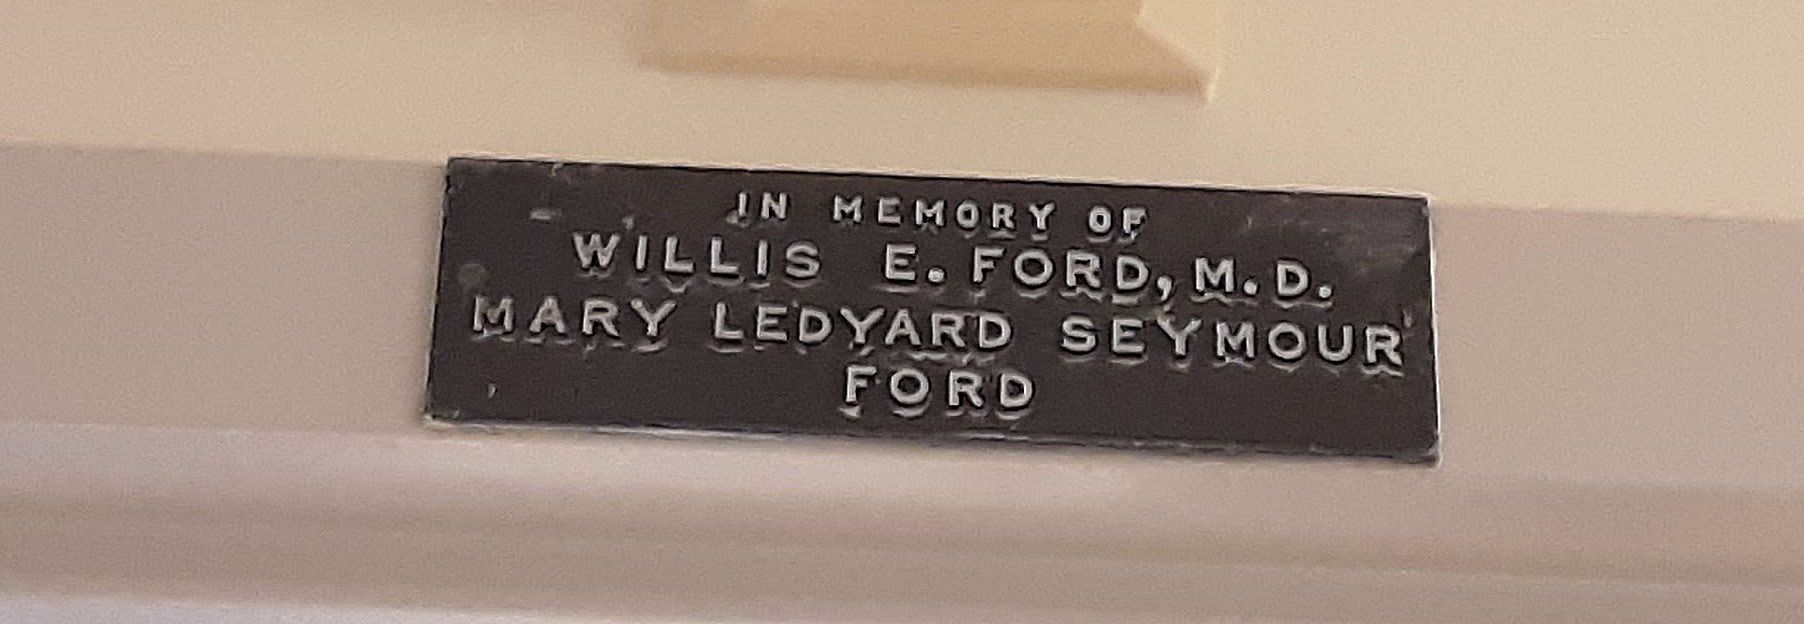 IN MEMORY OF
WILLIS E. FORD, M.D.
MARY LEDYARD SEYMOUR
FORD